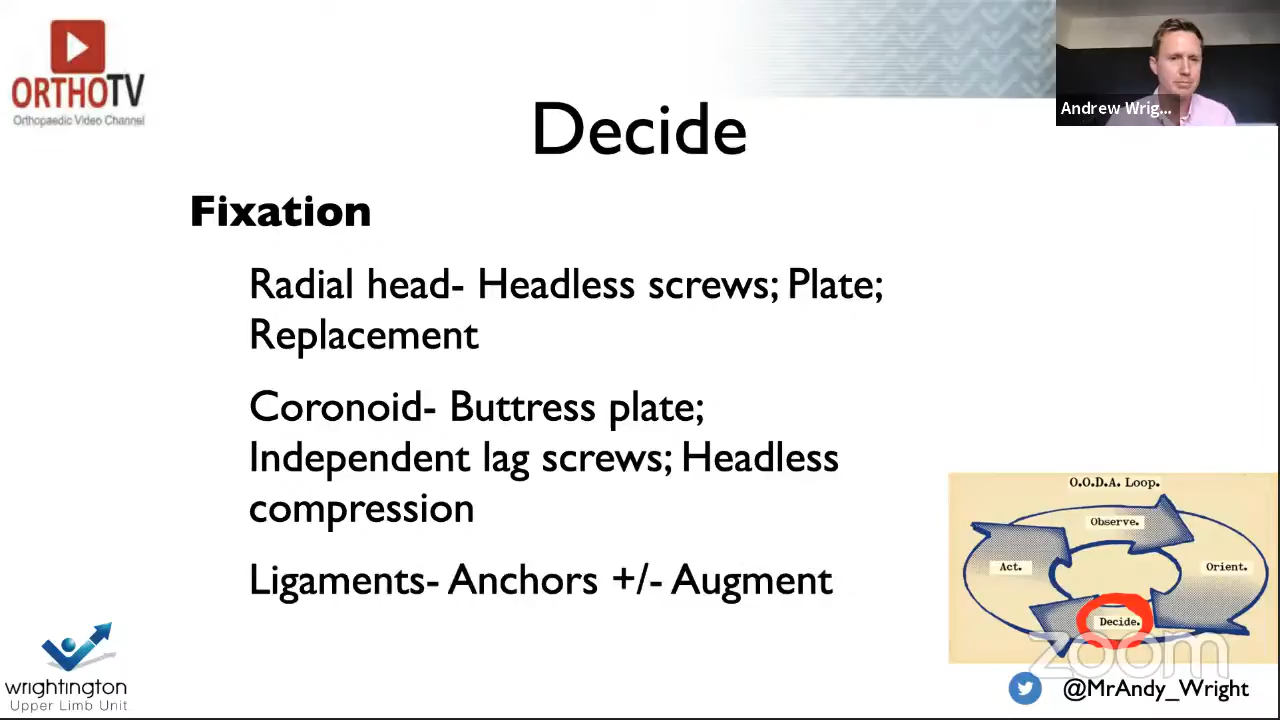 ORTHOTV
Orthopaedic Video Channel
Andrew Wrig...
Decide
Fixation
Radial head- Headless screws; Plate;
Replacement
Coronoid- Buttress plate;
Independent lag screws; Headless
compression
Ligaments- Anchors +/- Augment
O.O.D.A. Loop.
Observe.
Act.
Orient.
Decide.
zoom
wrightington
Upper Limb Unit
@MrAndy_Wright